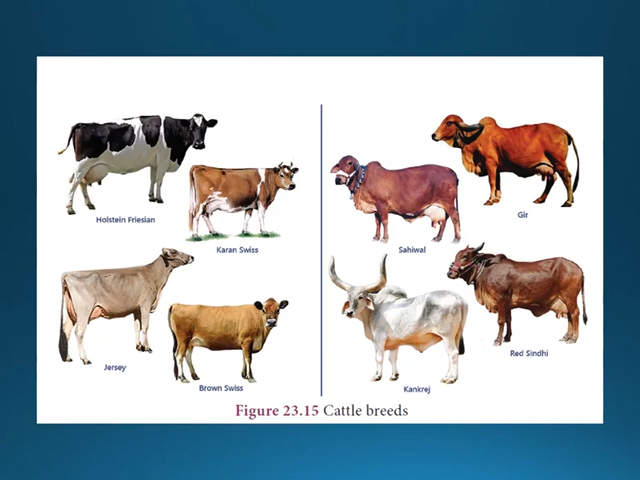 Holstein Friesian
Karan Swiss
Jersey
Brown Swiss
Gir
Sahiwal
Red Sindhi
Kankrej
Figure 23.15 Cattle breeds